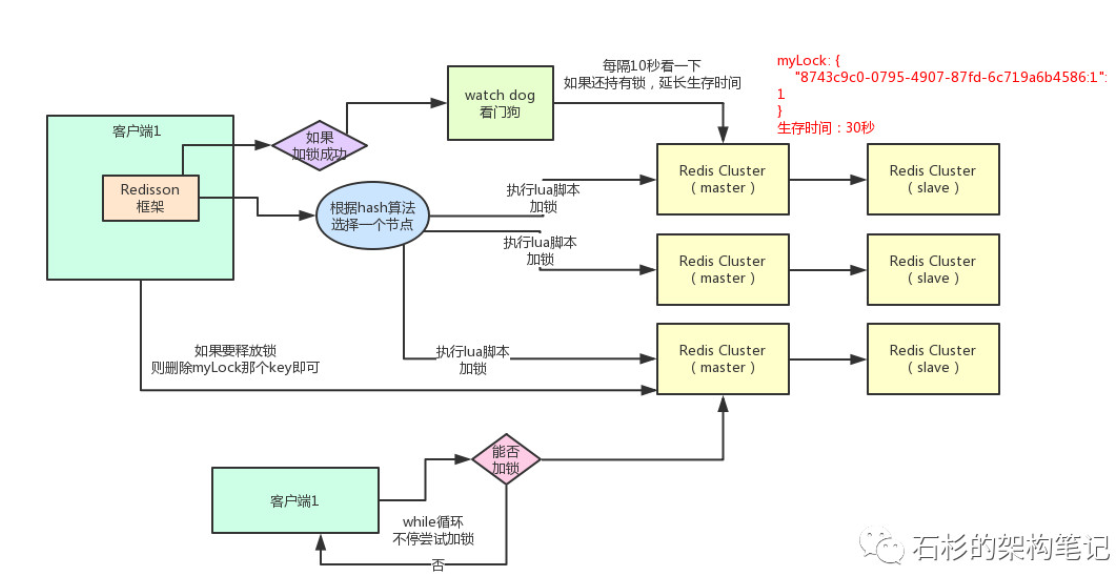 每隔10秒看一下
如果还持有锁，延长生存时间
myLock: {
"8743c9c0-0795-4907-87fd-6c719a6b4586:1":
1
}
生存时间：30秒
watch dog
看门狗
客户端1
如果
加锁成功
Redisson
框架
根据hash算法
选择一个节点
执行lua脚本
加锁
Redis Cluster
（master）
Redis Cluster
（slave）
执行lua脚本
加锁
Redis Cluster
（master）
Redis Cluster
（slave）
如果要释放锁
则删除myLock那个key即可
执行lua脚本
加锁
Redis Cluster
（master）
Redis Cluster
（slave）
能否
加锁
客户端1
while循环
不停尝试加锁
否
石杉的架构笔记